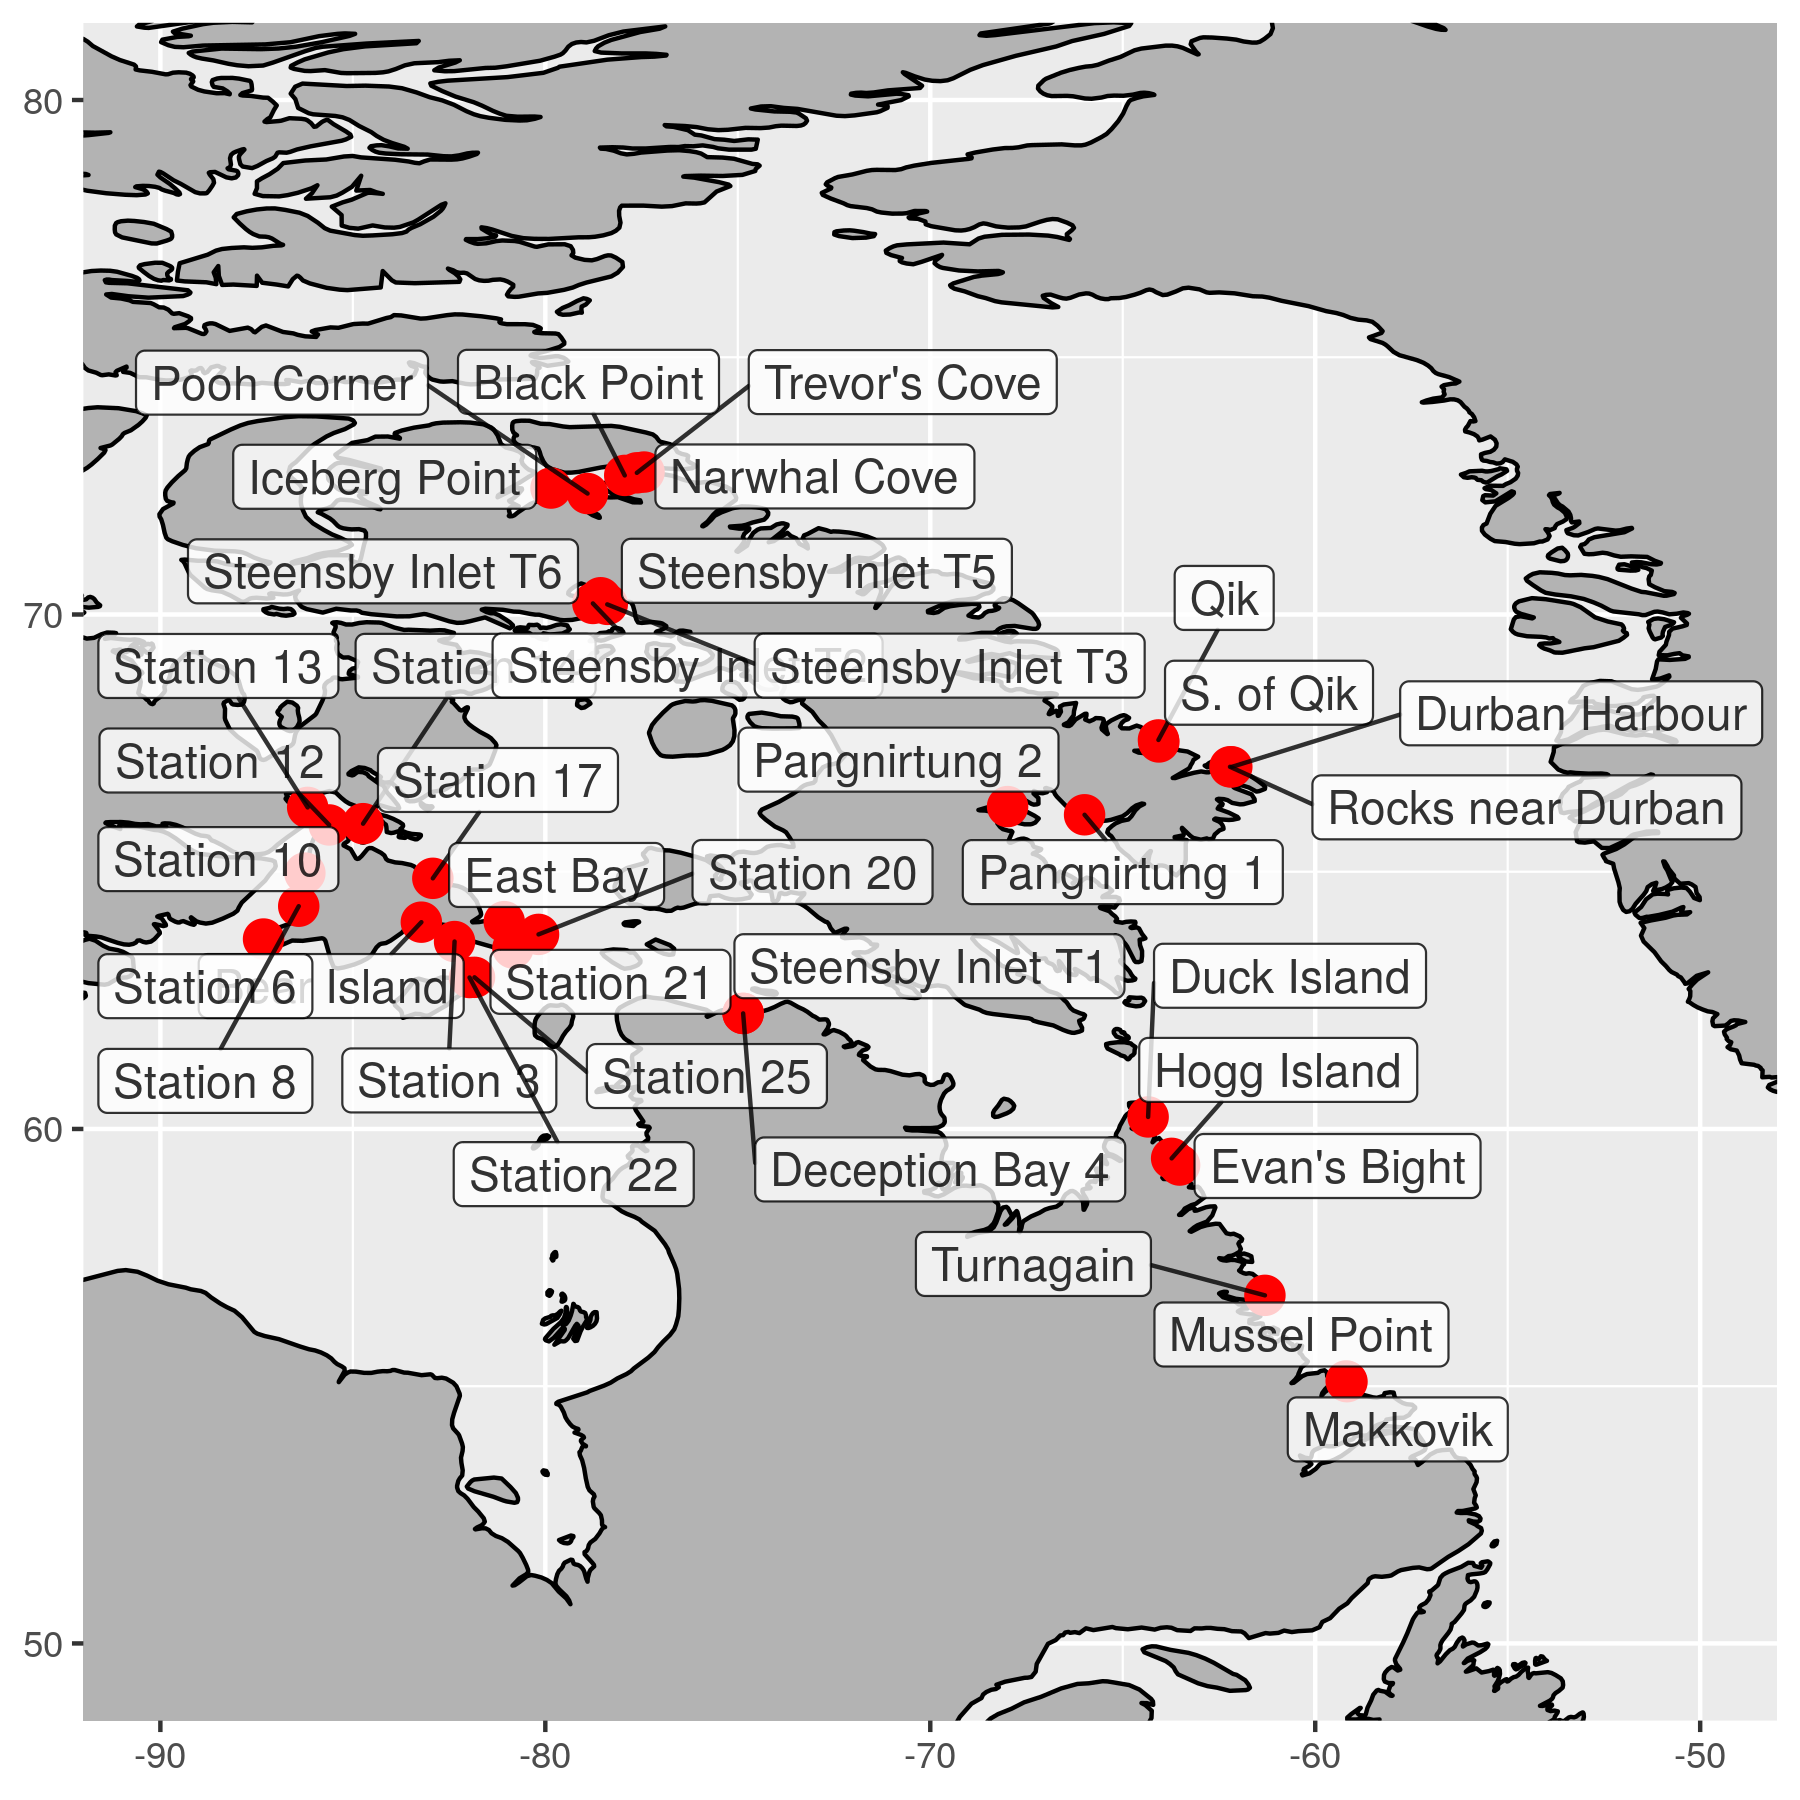 80
Pooh Corner
Black Point
Trevor's Cove
Iceberg Point
Narwhal Cove
Steensby Inlet T6
Steensby Inlet T5
Qik
70
Station 13
Station
Steensby Inlet T2
Steensby Inlet T3
S. of Qik
Durban Harbour
Station 12
Station 17
Pangnirtung 2
Rocks near Durban
Station 10
East Bay
Station 20
Pangnirtung 1
Station 6
Bear Island
Station 21
Steensby Inlet T1
Duck Island
Station 8
Station 3
Station 25
Hogg Island
60
Station 22
Deception Bay 4
Evan's Bight
Turnagain
Mussel Point
Makkovik
50
-90
-80
-70
-60
-50